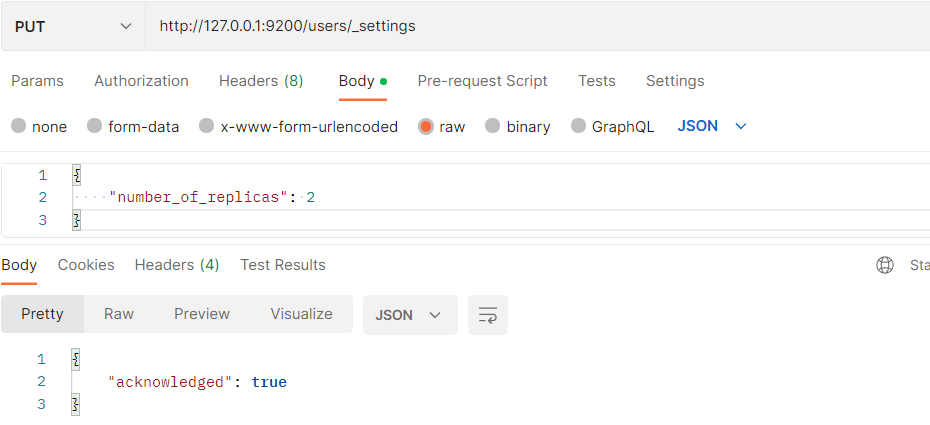 PUT http://127.0.0.1:9200/users/_settings
Params Authorization Headers (8) Body Pre-request Script Tests Settings
none form-data x-www-form-urlencoded raw binary GraphQL JSON
1 {
2 "number_of_replicas": 2
3 }
Body Cookies Headers (4) Test Results Sta
Pretty Raw Preview Visualize JSON
1 {
2 "acknowledged": true
3 }